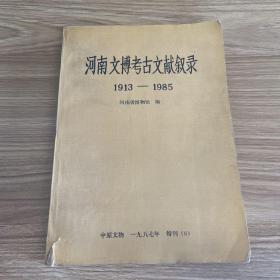 河南文博考古文献叙录
1913 — 1985
河南省博物馆 编
中原文物 一九八七年 特刊(8)